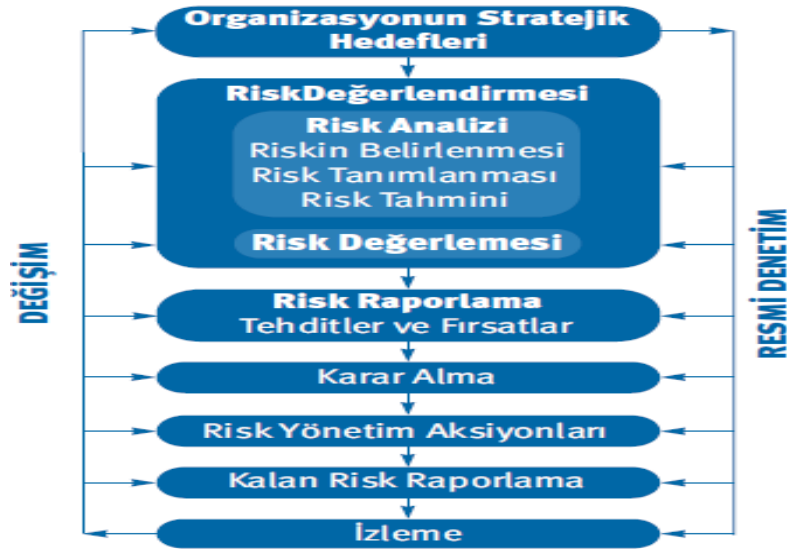 Organizasyonun Stratejik
Hedefleri
RiskDeğerlendirmesi
Risk Analizi
Riskin Belirlenmesi
Risk Tanımlanması
Risk Tahmini
Risk Değerlemesi
Risk Raporlama
Tehditler ve Fırsatlar
Karar Alma
Risk Yönetim Aksiyonları
Kalan Risk Raporlama
İzleme
DEĞİŞİM
RESMİ DENETİM